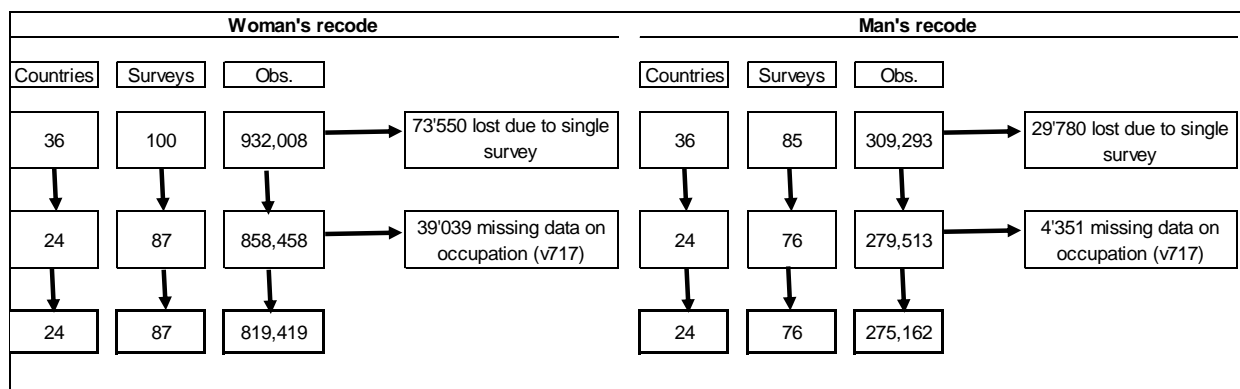 Woman's recode
Countries Surveys Obs.
36 100 932,008 73'550 lost due to single
survey
24 87 858,458 39'039 missing data on
occupation (v717)
24 87 819,419
Man's recode
Countries Surveys Obs.
36 85 309,293 29'780 lost due to single
survey
24 76 279,513 4'351 missing data on
occupation (v717)
24 76 275,162